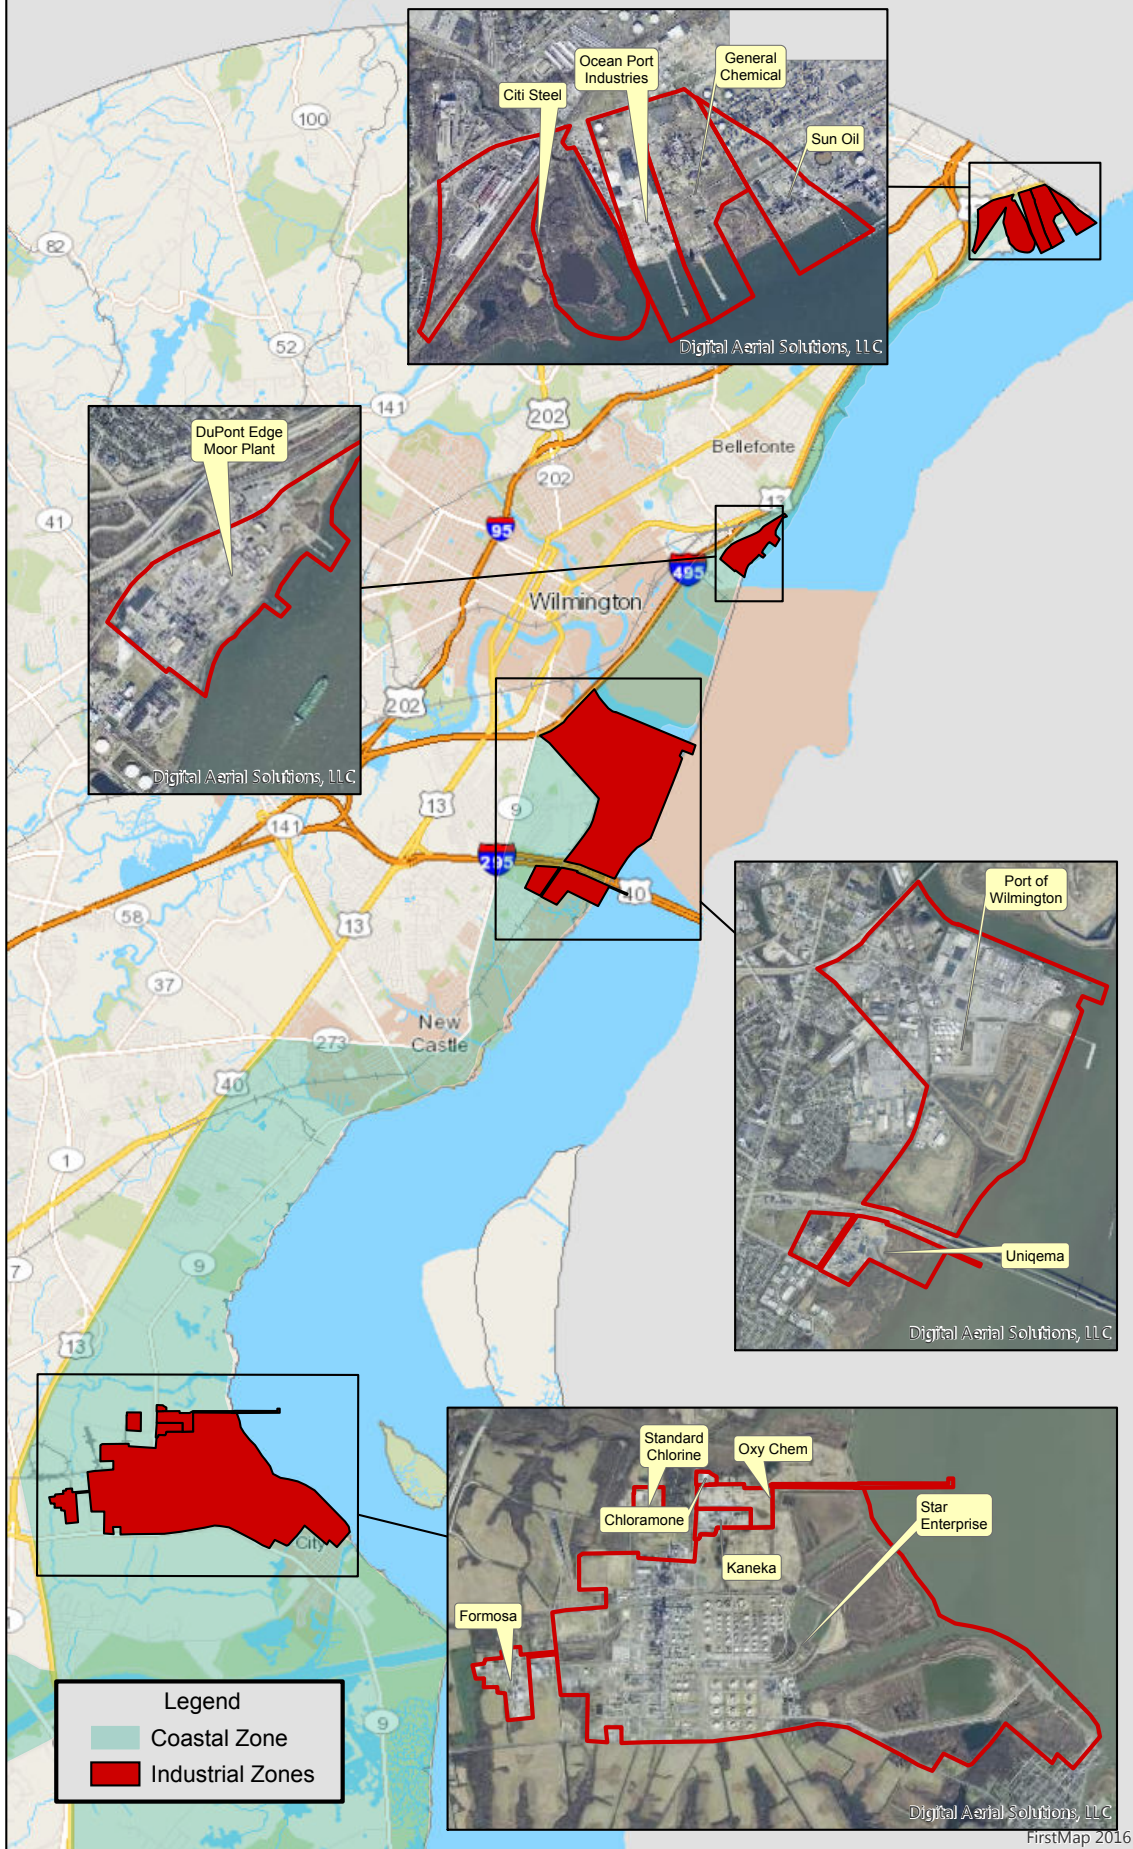 Citi Steel
Ocean Port
Industries
General
Chemical
Sun Oil
Digital Aerial Solutions, LLC
100
82
52
141
202
Bellefonte
202
13
41
95
495
Wilmington
DuPont Edge
Moor Plant
Digital Aerial Solutions, LLC
202
13
9
141
295
40
58
13
37
New
Castle
273
40
1
Port of
Wilmington
Uniqema
Digital Aerial Solutions, LLC
9
7
13
City
Standard
Chlorine
Oxy Chem
Chloramone
Star
Enterprise
Kaneka
Formosa
Digital Aerial Solutions, LLC
1
9
Legend
Coastal Zone
Industrial Zones
FirstMap 2016